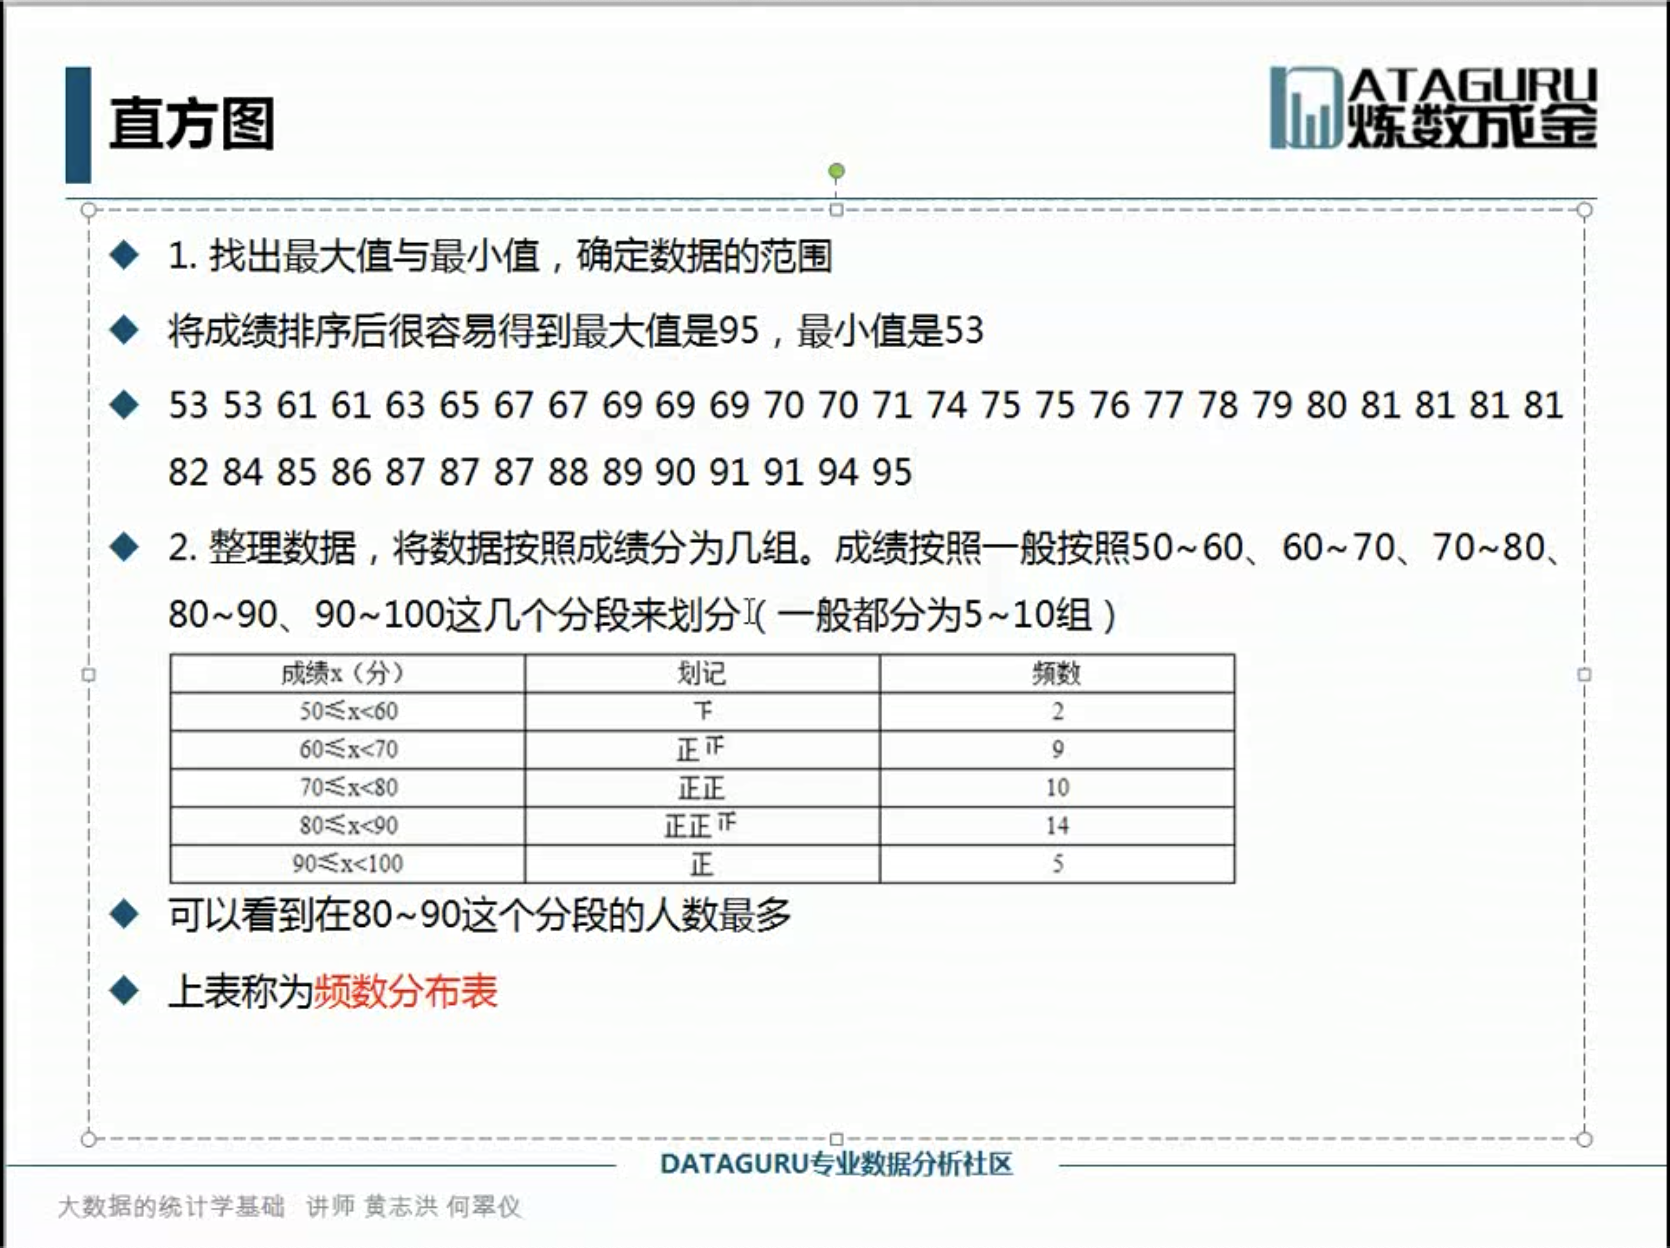 直方图
DATAGURU
炼数成金
1. 找出最大值与最小值，确定数据的范围
将成绩排序后很容易得到最大值是95，最小值是53
53 53 61 61 63 65 67 67 69 69 69 70 70 71 74 75 75 76 77 78 79 80 81 81 81 81
82 84 85 86 87 87 87 88 89 90 91 91 94 95
2. 整理数据，将数据按照成绩分为几组。成绩按照一般按照50~60、60~70、70~80、
80~90、90~100这几个分段来划分（一般都分为5~10组）
成绩x（分） 划记 频数
50≤x<60 𠄟 2
60≤x<70 正 9
70≤x<80 正正 10
80≤x<90 正正 14
90≤x<100 正 5
可以看到在80~90这个分段的人数最多
上表称为频数分布表
DATAGURU专业数据分析社区
大数据的统计学基础 讲师 黄志洪 何翠仪